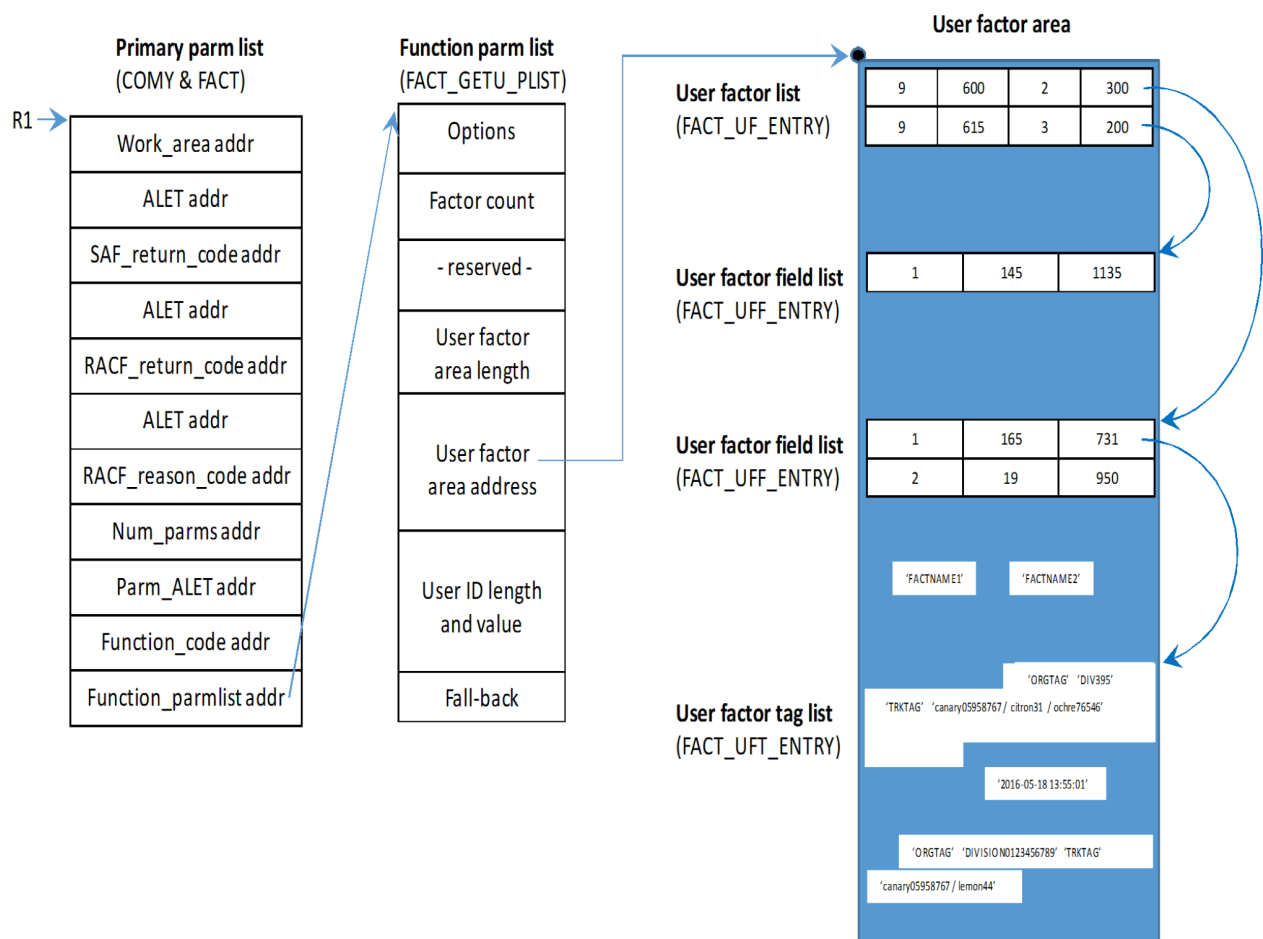 Primary parm list
(COMY & FACT)
R1
Work_area addr
ALET addr
SAF_return_code addr
ALET addr
RACF_return_code addr
ALET addr
RACF_reason_code addr
Num_parms addr
Parm_ALET addr
Function_code addr
Function_parmlist addr
Function parm list
(FACT_GETU_PLIST)
Options
Factor count
- reserved -
User factor
area length
User factor
area address
User ID length
and value
Fall-back
User factor area
User factor list
(FACT_UF_ENTRY)
9 600 2 300
9 615 3 200
User factor field list
(FACT_UFF_ENTRY)
1 145 1135
User factor field list
(FACT_UFF_ENTRY)
1 165 731
2 19 950
‘FACTNAME1’ ‘FACTNAME2’
User factor tag list
(FACT_UFT_ENTRY)
‘ORGTAG’ ‘DIV395’
‘TRKTAG’ ‘canary05958767 / citron31 / ochre76546’
‘2016-05-18 13:55:01’
‘ORGTAG’ ‘DIVISION0123456789’ ‘TRKTAG’
‘canary05958767 / lemon44’